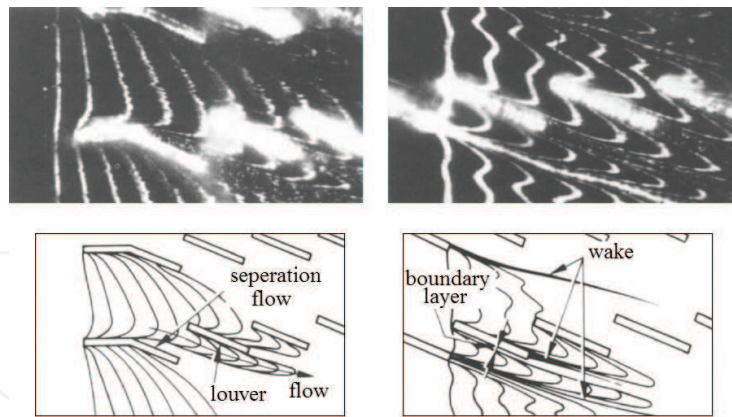 seperation
flow
louver
flow
wake
boundary
layer